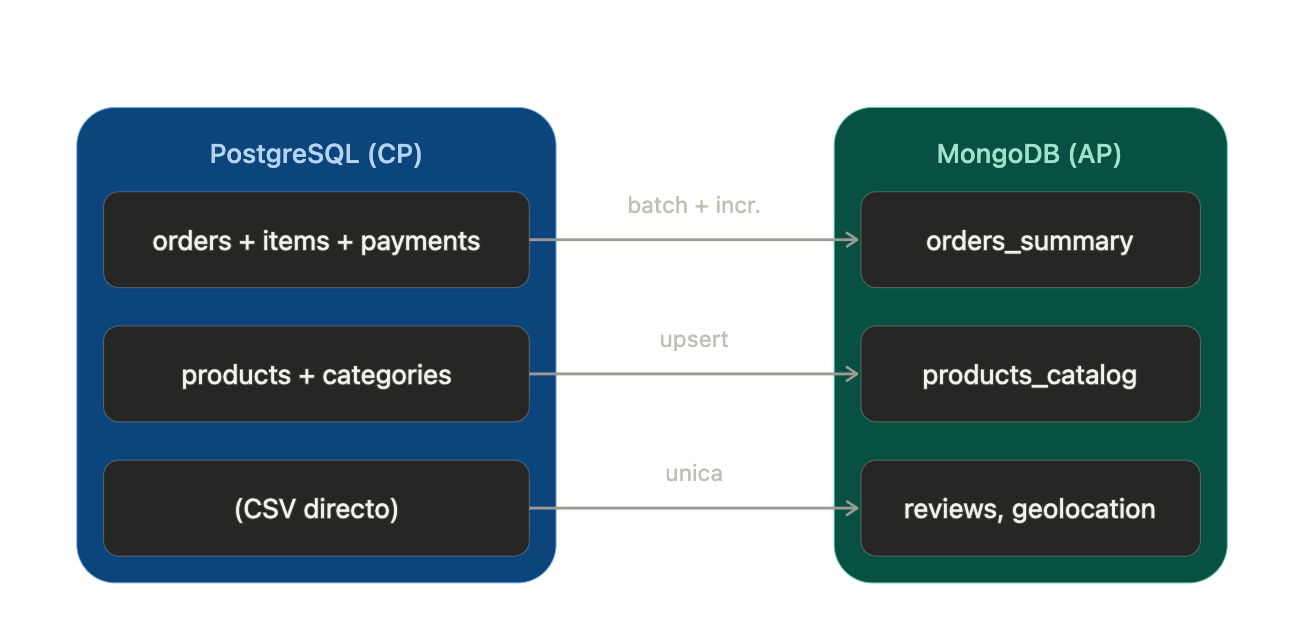 PostgreSQL (CP)
MongoDB (AP)
orders + items + payments
batch + incr.
orders_summary
products + categories
upsert
products_catalog
(CSV directo)
unica
reviews, geolocation